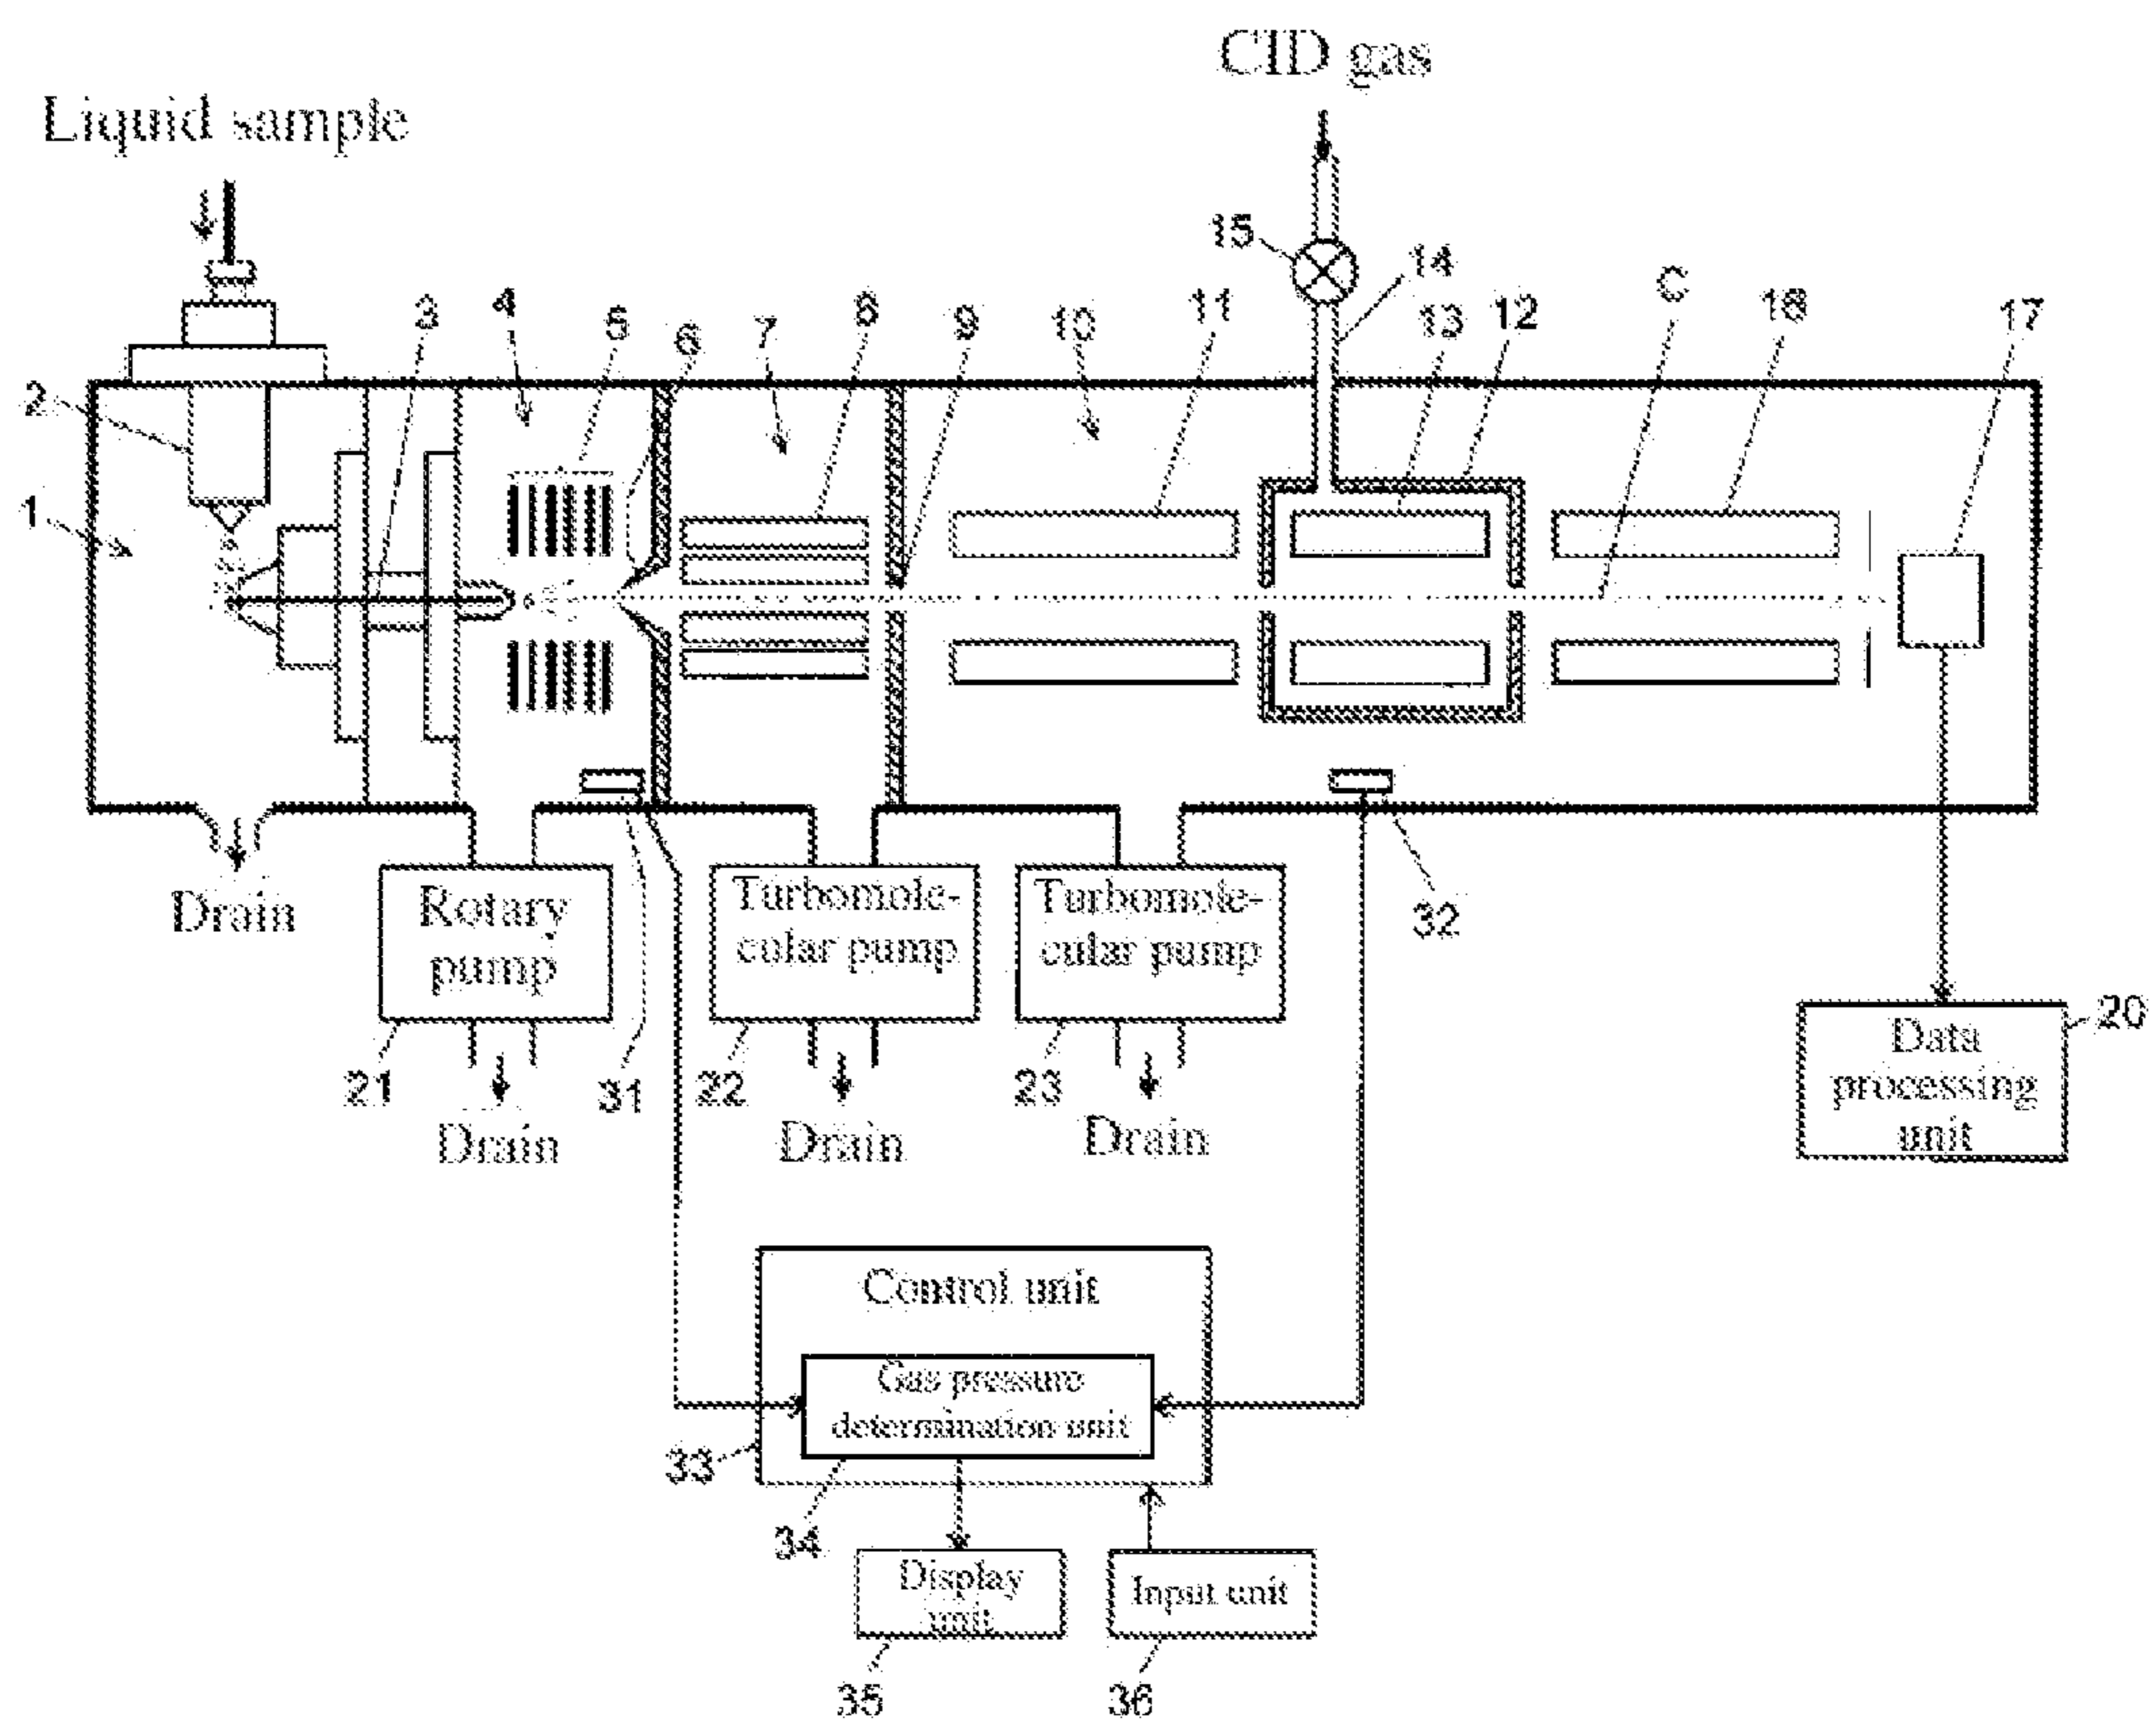 CID gas
Liquid sample
15
14
C
3
4
5
6
7
8
9
10
11
13
12
16
17
2
1
Drain
Rotary
pump
Turbomole-
cular pump
Turbomole-
cular pump
32
21
31
22
23
Drain
Drain
Drain
Data
processing
unit
20
Control unit
Gas pressure
determination unit
33
34
Display
unit
Input unit
35
36